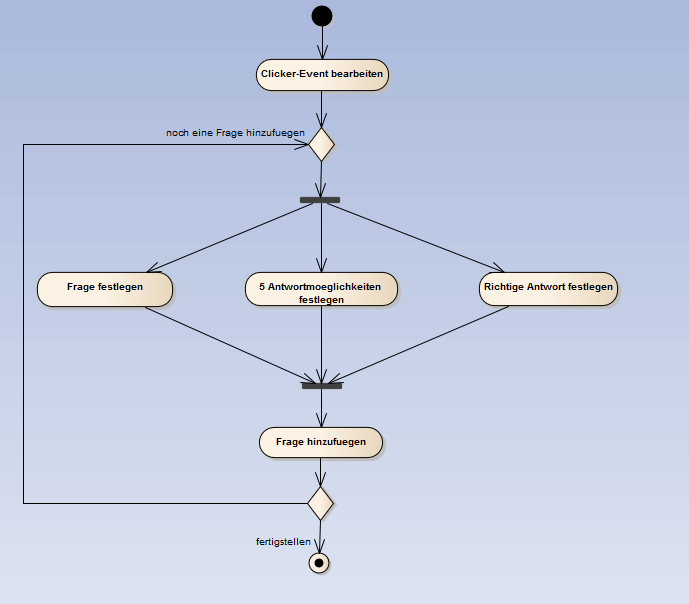 Clicker-Event bearbeiten
noch eine Frage hinzufuegen
Frage festlegen
5 Antwortmoeglichkeiten
festlegen
Richtige Antwort festlegen
Frage hinzufuegen
fertigstellen